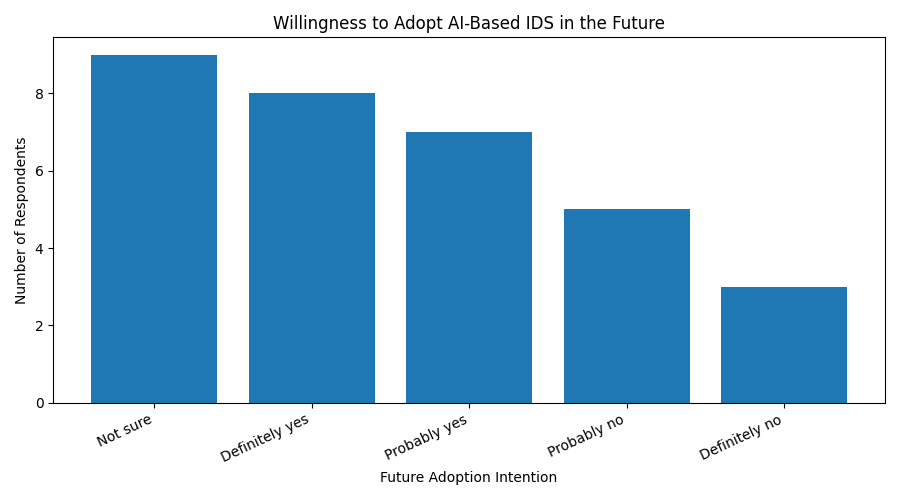 Willingness to Adopt AI-Based IDS in the Future
Number of Respondents
8
6
4
2
0
Not sure
Definitely yes
Probably yes
Probably no
Definitely no
Future Adoption Intention